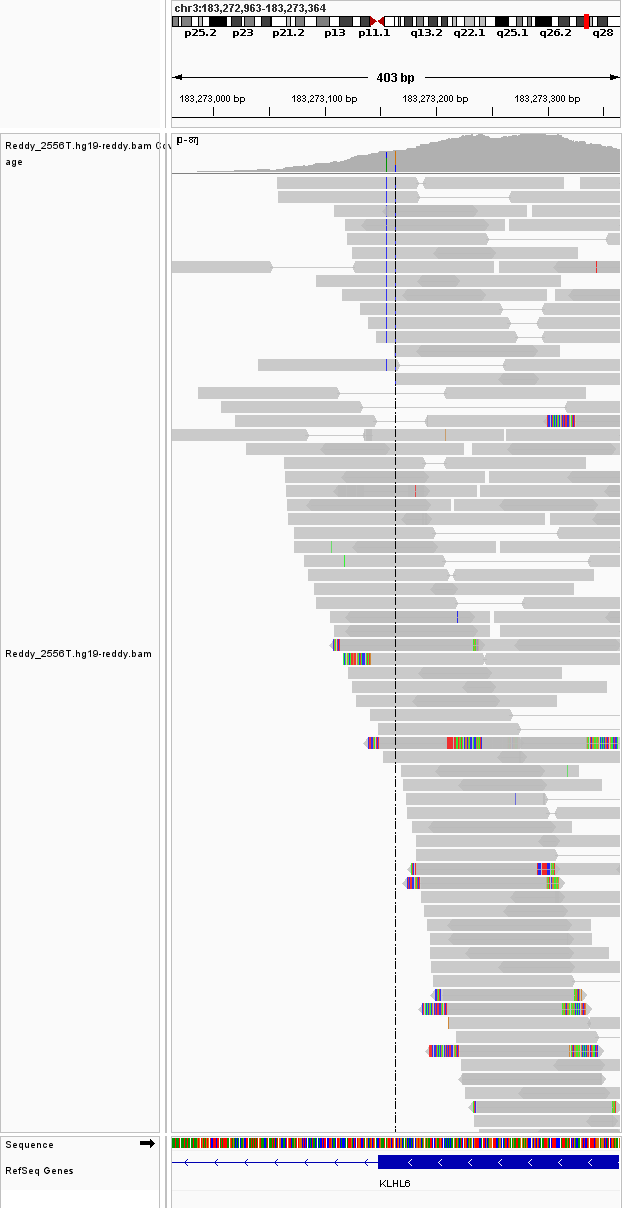 chr3:183,272,963-183,273,364
p25.2 p23 p21.2 p13 p11.1 q13.2 q22.1 q25.1 q26.2 q28
403 bp
183,273,000 bp 183,273,100 bp 183,273,200 bp 183,273,300 bp
Reddy_2556T.hg19-reddy.bam Cov
age
[0 - 87]
Reddy_2556T.hg19-reddy.bam
Sequence
RefSeq Genes
KLHL6